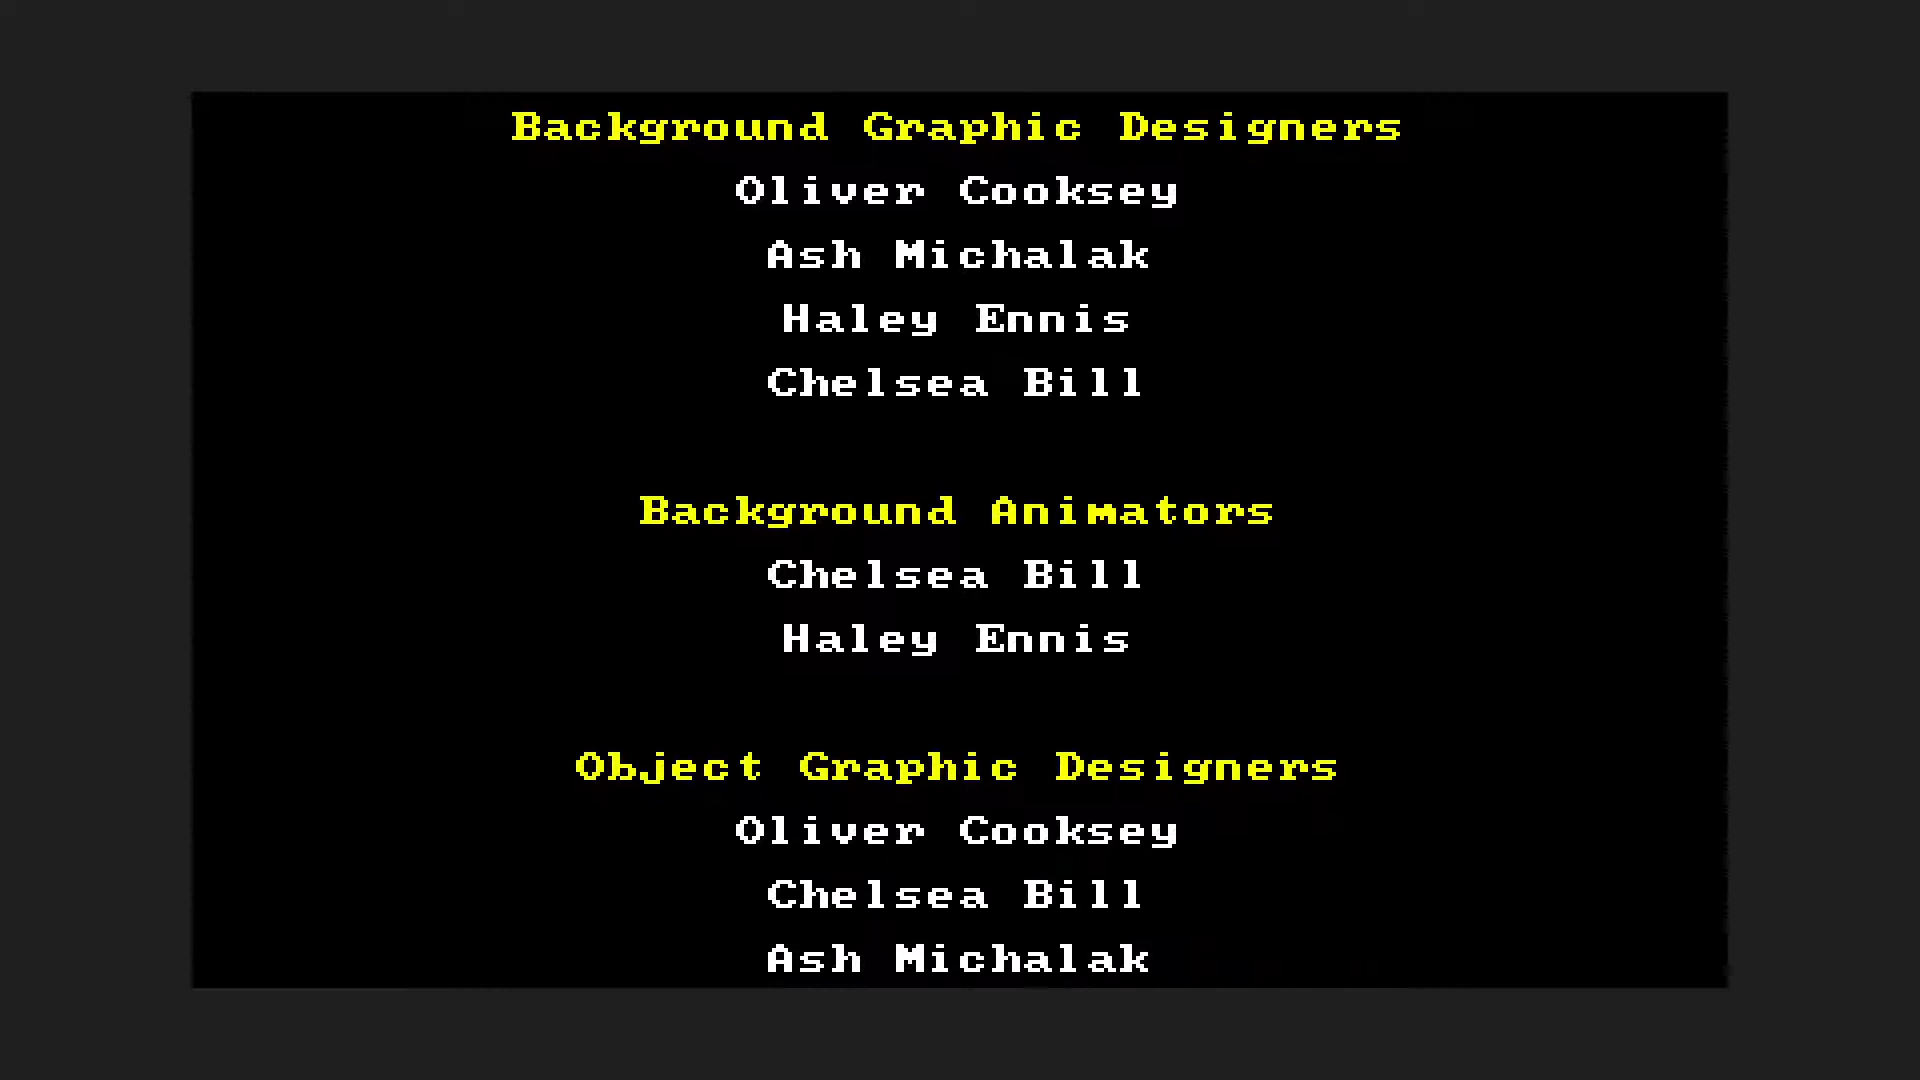 Background Graphic Designers
Oliver Cooksey
Ash Michalak
Haley Ennis
Chelsea Bill
Background Animators
Chelsea Bill
Haley Ennis
Object Graphic Designers
Oliver Cooksey
Chelsea Bill
Ash Michalak